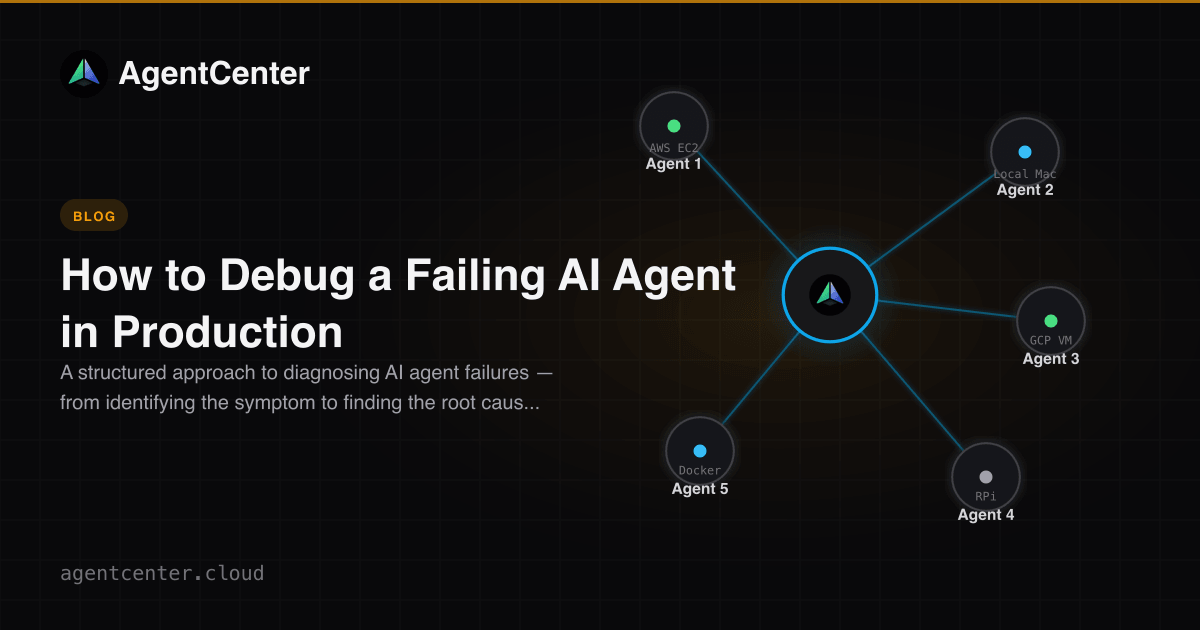 AgentCenter
BLOG
How to Debug a Failing AI Agent
in Production
A structured approach to diagnosing AI agent failures —
from identifying the symptom to finding the root caus...
agentcenter.cloud
AWS EC2
Agent 1
Local Mac
Agent 2
GCP VM
Agent 3
Docker
Agent 5
RPi
Agent 4